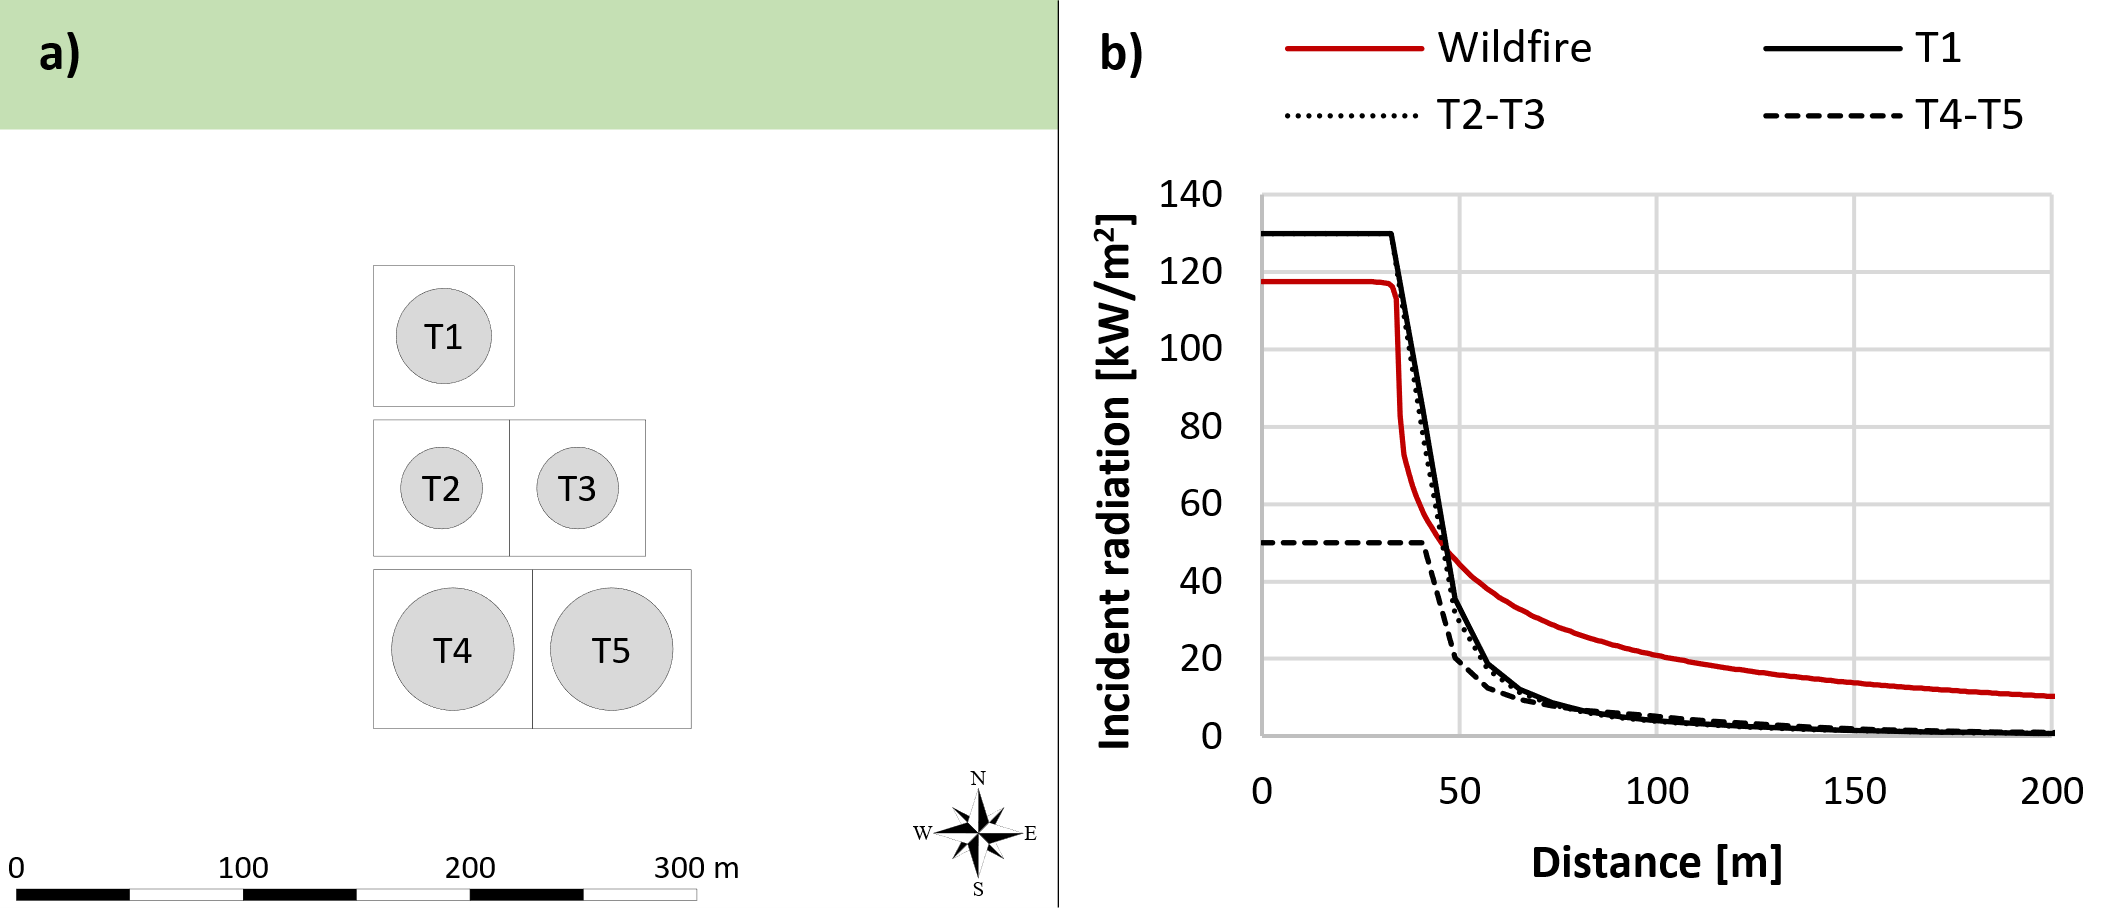 a)
T1
T2 T3
T4 T5
N
W E
S
0 100 200 300 m
b)
Wildfire T1
T2-T3 T4-T5
Incident radiation [kW/m²]
140
120
100
80
60
40
20
0
0 50 100 150 200
Distance [m]